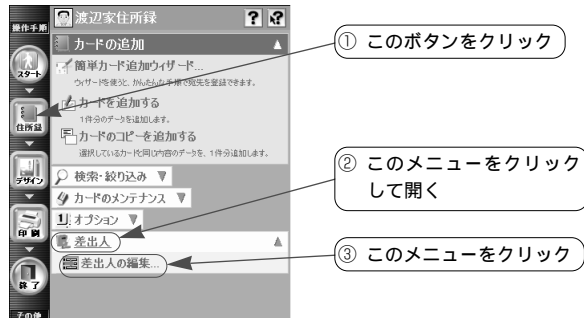 操作手順
渡辺家住所録
カードの追加
簡単カード追加ウィザード...
ウィザードを使うと、かんたんな手順で宛先を登録できます。
カードを追加する
1件分のデータを追加します。
カードのコピーを追加する
選択しているカードと同じ内容のデータを、1件分追加します。
検索・絞り込み
カードのメンテナンス
オプション
差出人
差出人の編集...
スタート
住所録
デザイン
印刷
終了
その他
① このボタンをクリック
② このメニューをクリック
して開く
③ このメニューをクリック